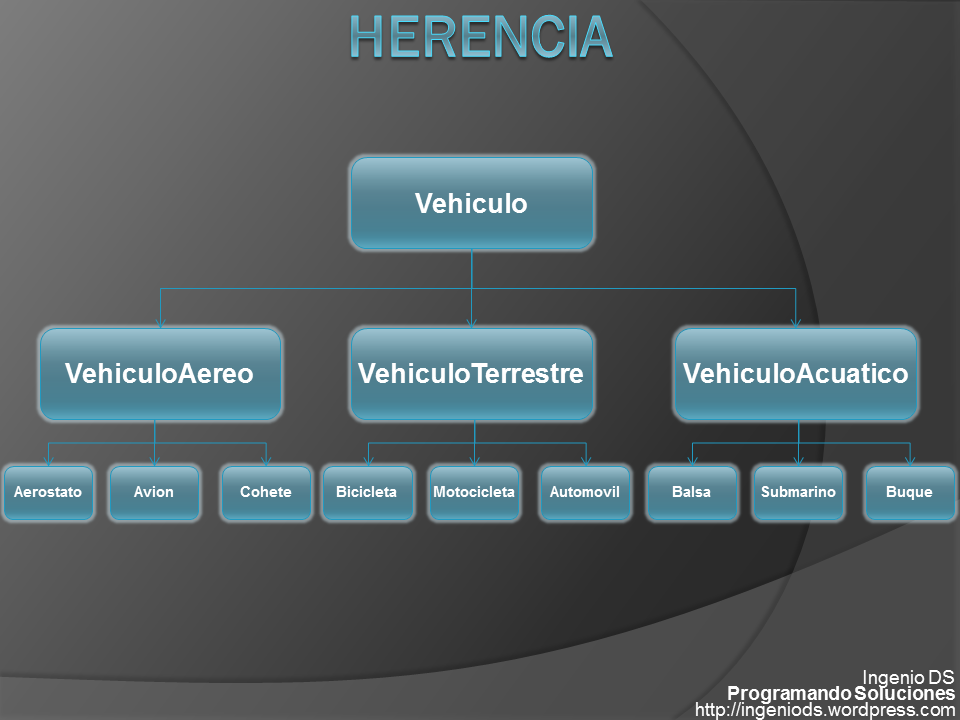 HERENCIA
Vehiculo
VehiculoAereo
VehiculoTerrestre
VehiculoAcuatico
Aerostato
Avion
Cohete
Bicicleta
Motocicleta
Automovil
Balsa
Submarino
Buque
Ingenio DS
Programando Soluciones
http://ingeniods.wordpress.com